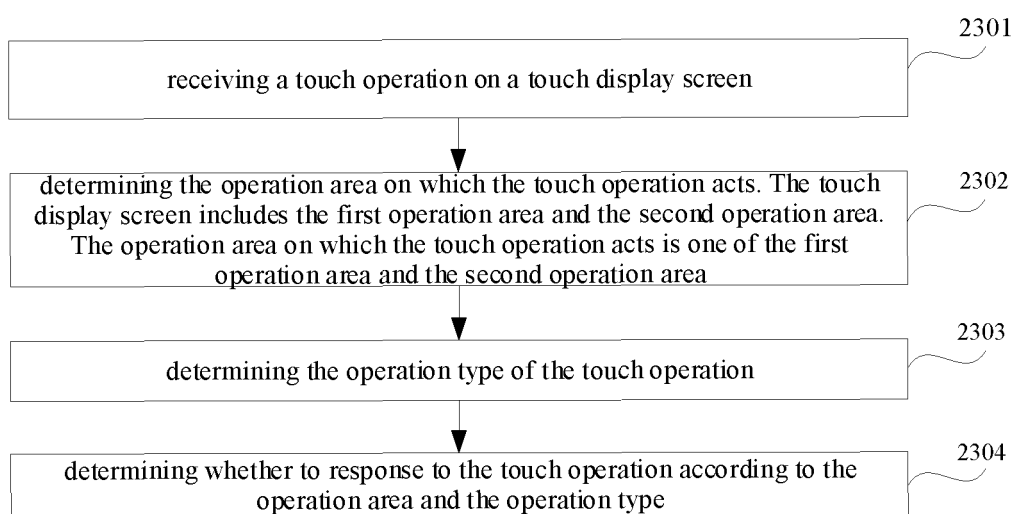 2301
receiving a touch operation on a touch display screen
determining the operation area on which the touch operation acts. The touch
display screen includes the first operation area and the second operation area.
The operation area on which the touch operation acts is one of the first
operation area and the second operation area
2302
determining the operation type of the touch operation
2303
determining whether to response to the touch operation according to the
operation area and the operation type
2304